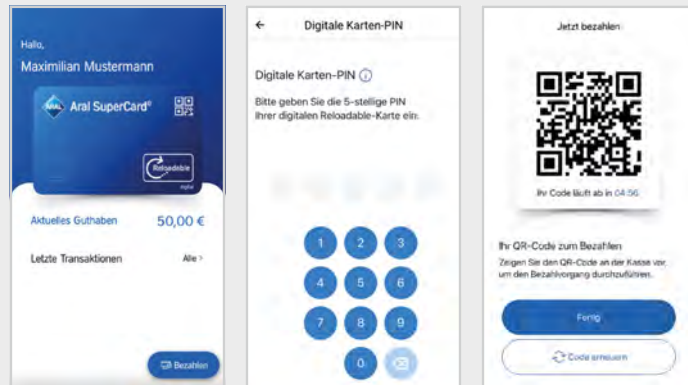 Hallo,
Maximilian Mustermann
ARAL Aral SuperCard®
Reloadable
digital
Aktuelles Guthaben 50,00 €
Letzte Transaktionen Alle >
Bezahlen
← Digitale Karten-PIN
Digitale Karten-PIN
Bitte geben Sie die 5-stellige PIN
Ihrer digitalen Reloadable-Karte ein.
1 2 3
4 5 6
7 8 9
0
Jetzt bezahlen
Ihr Code läuft ab in 04:56
Ihr QR-Code zum Bezahlen
Zeigen Sie den QR-Code an der Kasse vor,
um den Bezahlvorgang durchzuführen.
Fertig
Code erneuern